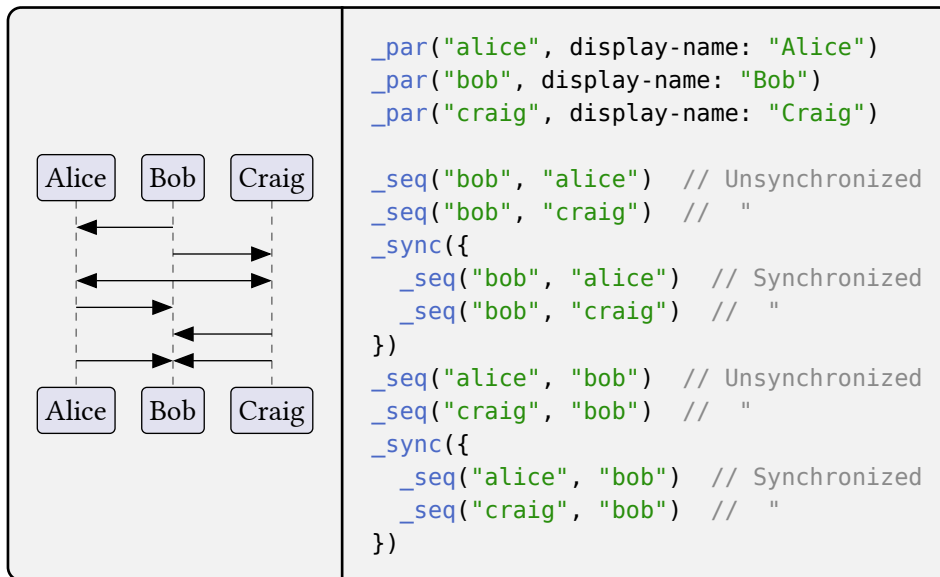 Alice Bob Craig
Alice Bob Craig
_par("alice", display-name: "Alice")
_par("bob", display-name: "Bob")
_par("craig", display-name: "Craig")
_seq("bob", "alice")  // Unsynchronized
_seq("bob", "craig")  //  "
_sync({
  _seq("bob", "alice")  // Synchronized
  _seq("bob", "craig")  //  "
})
_seq("alice", "bob")  // Unsynchronized
_seq("craig", "bob")  //  "
_sync({
  _seq("alice", "bob")  // Synchronized
  _seq("craig", "bob")  //  "
})